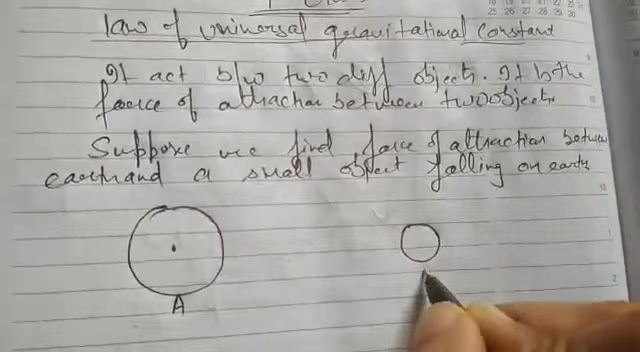 law of universal gravitational constant
It act b/w two diff objects. It is the
force of attraction between two objects
Suppose we find force of attraction between
earth and a small object falling on earth
A